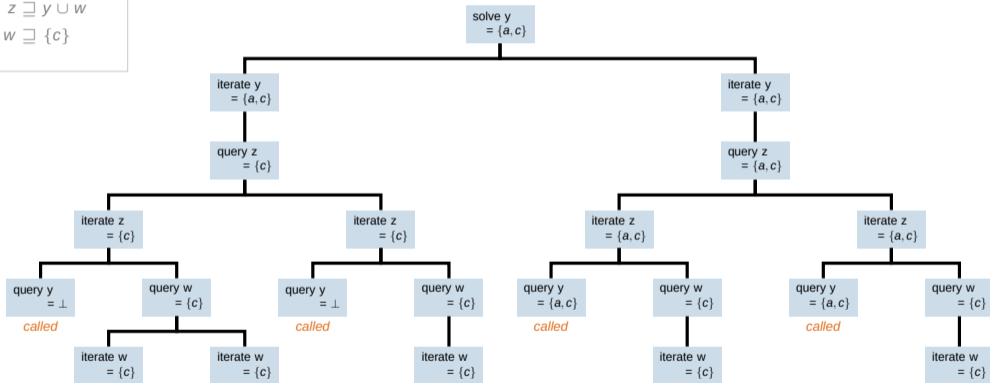 z ⊒ y ∪ w
w ⊒ {c}
solve y
= {a,c}
iterate y
= {a,c}
iterate y
= {a,c}
query z
= {c}
query z
= {a,c}
iterate z
= {c}
iterate z
= {c}
iterate z
= {a,c}
iterate z
= {a,c}
query y
= ⊥
called
query w
= {c}
query y
= ⊥
called
query w
= {c}
query y
= {a,c}
called
query w
= {c}
query y
= {a,c}
called
query w
= {c}
iterate w
= {c}
iterate w
= {c}
iterate w
= {c}
iterate w
= {c}
iterate w
= {c}